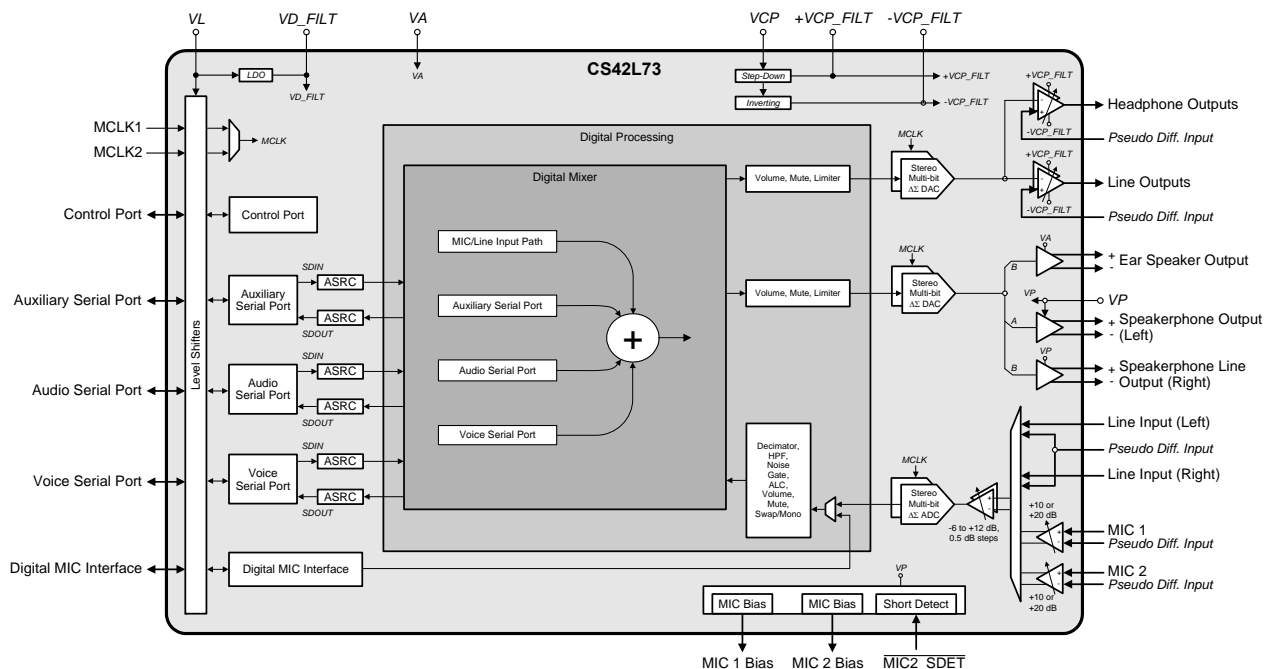 VL
VD_FILT
VA
VCP
+VCP_FILT
-VCP_FILT
CS42L73
LDO
VD_FILT
VA
Step-Down
+VCP_FILT
Inverting
-VCP_FILT
MCLK1
MCLK2
MCLK
Level Shifters
Control Port
Control Port
Auxiliary Serial Port
Auxiliary
Serial Port
SDIN
ASRC
ASRC
SDOUT
Audio Serial Port
Audio
Serial Port
SDIN
ASRC
ASRC
SDOUT
Voice Serial Port
Voice
Serial Port
SDIN
ASRC
ASRC
SDOUT
Digital MIC Interface
Digital MIC Interface
Digital Processing
Digital Mixer
MIC/Line Input Path
Auxiliary Serial Port
Audio Serial Port
Voice Serial Port
+
Volume, Mute, Limiter
MCLK
Stereo
Multi-bit
ΔΣ DAC
+VCP_FILT
-
+
-VCP_FILT
Headphone Outputs
Pseudo Diff. Input
+VCP_FILT
-
+
-VCP_FILT
Line Outputs
Pseudo Diff. Input
Volume, Mute, Limiter
MCLK
Stereo
Multi-bit
ΔΣ DAC
VA
B
+
-
Ear Speaker Output
VP
VP
A
+
-
Speakerphone Output
(Left)
VP
B
+
-
Speakerphone Line
Output (Right)
Decimator,
HPF,
Noise
Gate,
ALC,
Volume,
Mute,
Swap/Mono
MCLK
Stereo
Multi-bit
ΔΣ ADC
+
-
-6 to +12 dB,
0.5 dB steps
Line Input (Left)
Pseudo Diff. Input
Line Input (Right)
+10 or
+20 dB
+
-
MIC 1
Pseudo Diff. Input
+
-
MIC 2
Pseudo Diff. Input
+10 or
+20 dB
VP
MIC Bias
MIC Bias
Short Detect
MIC 1 Bias
MIC 2 Bias
MIC2_SDET